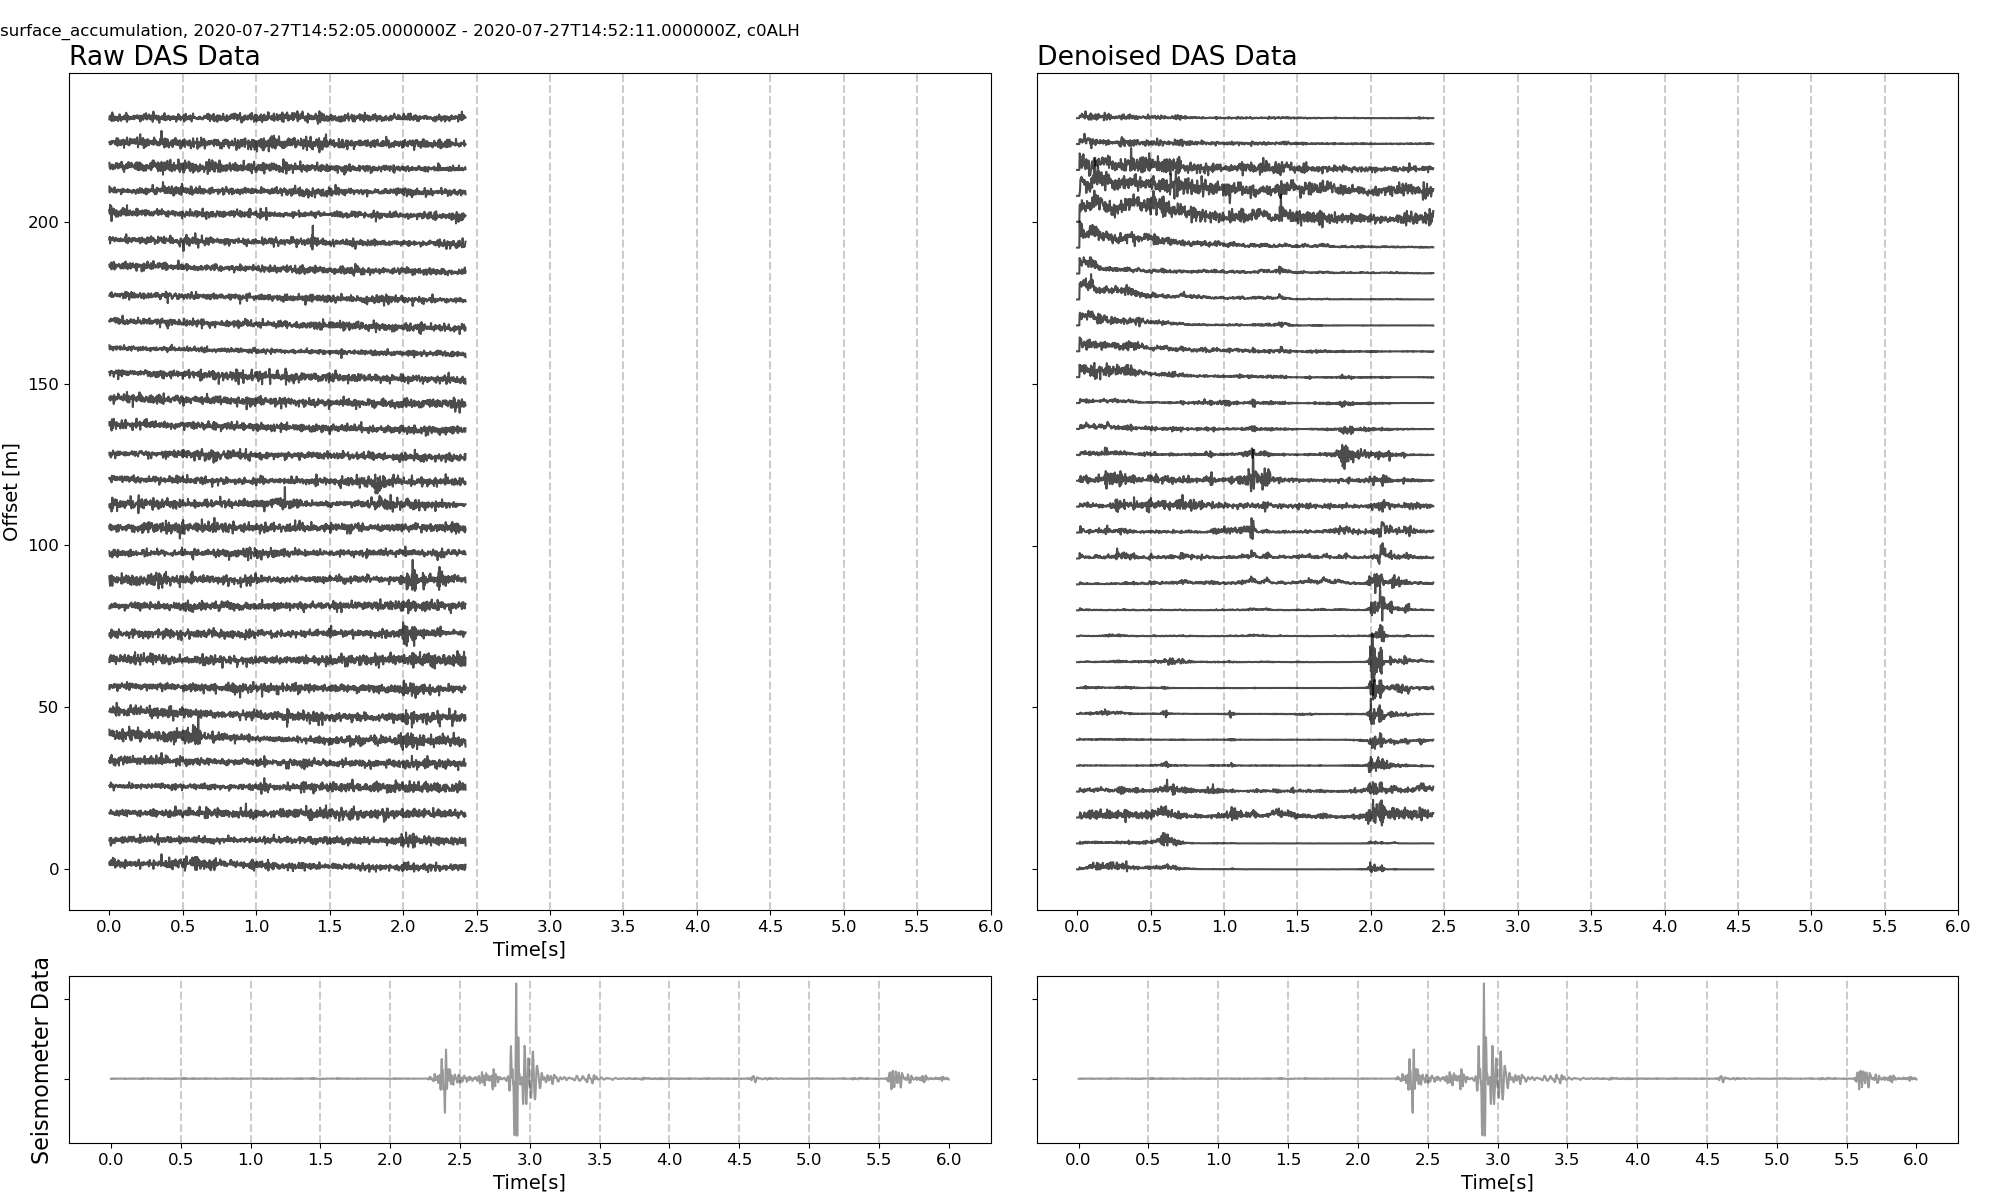 surface_accumulation, 2020-07-27T14:52:05.000000Z - 2020-07-27T14:52:11.000000Z, c0ALH
Raw DAS Data
Denoised DAS Data
Offset [m]
200
150
100
50
0
0.0 0.5 1.0 1.5 2.0 2.5 3.0 3.5 4.0 4.5 5.0 5.5 6.0
Time[s]
0.0 0.5 1.0 1.5 2.0 2.5 3.0 3.5 4.0 4.5 5.0 5.5 6.0
Seismometer Data
0.0 0.5 1.0 1.5 2.0 2.5 3.0 3.5 4.0 4.5 5.0 5.5 6.0
Time[s]
0.0 0.5 1.0 1.5 2.0 2.5 3.0 3.5 4.0 4.5 5.0 5.5 6.0
Time[s]